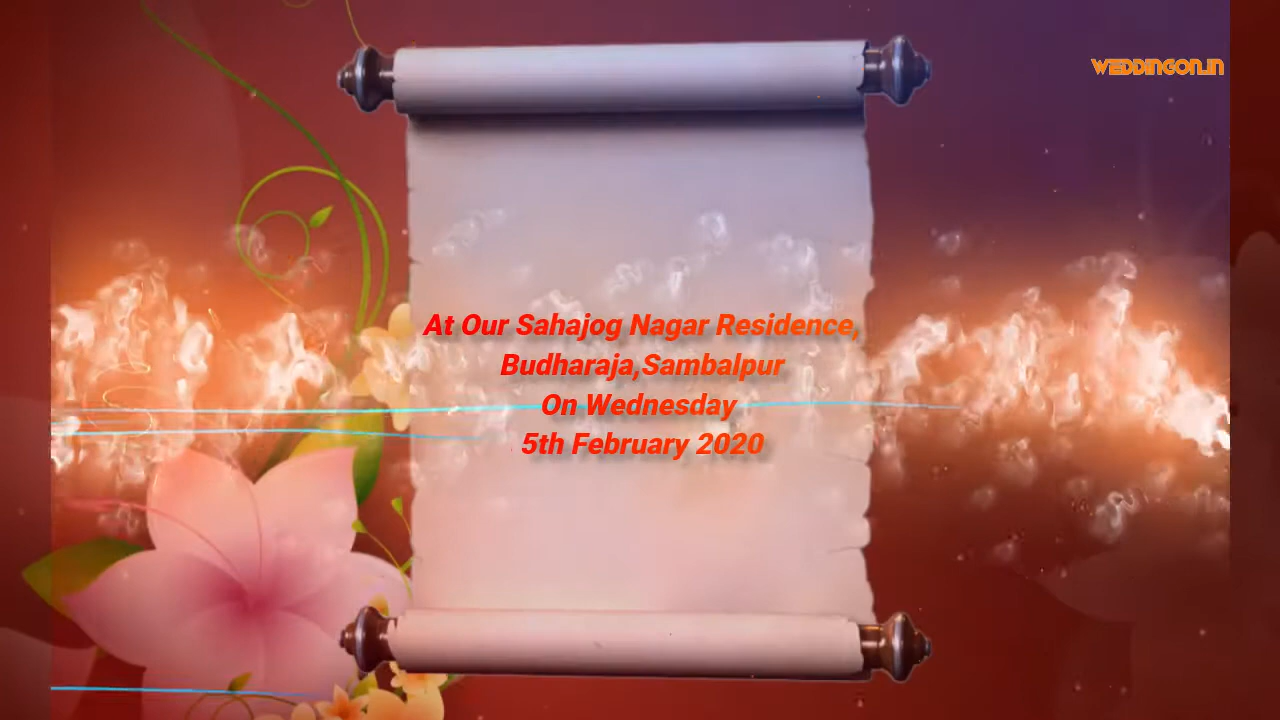 WEDDINGON.IN
At Our Sahajog Nagar Residence,
Budharaja,Sambalpur
On Wednesday
5th February 2020